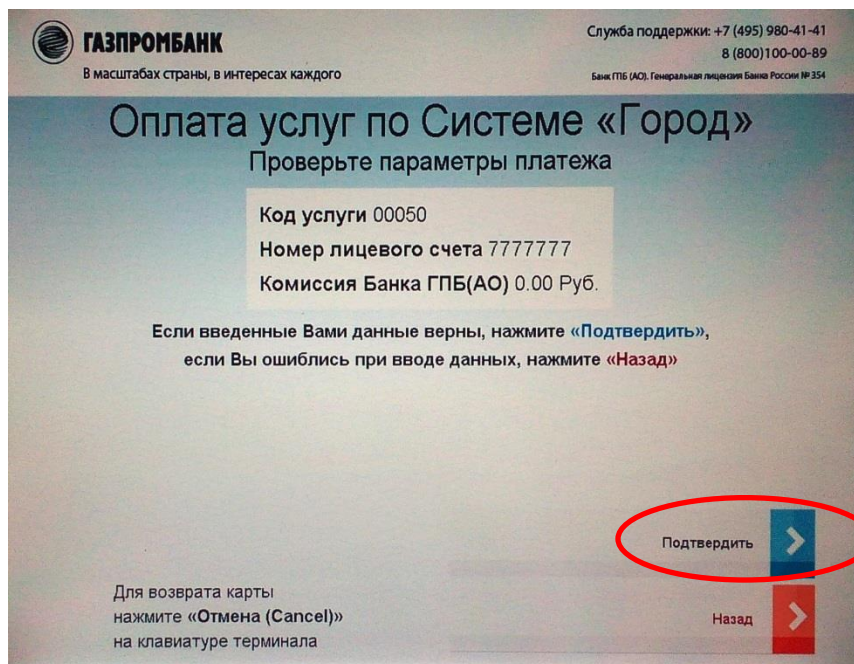 ГАЗПРОМБАНК
В масштабах страны, в интересах каждого
Служба поддержки: +7 (495) 980-41-41
8 (800)100-00-89
Банк ГПБ (АО). Генеральная лицензия Банка России № 354
Оплата услуг по Системе «Город»
Проверьте параметры платежа
Код услуги 00050
Номер лицевого счета 7777777
Комиссия Банка ГПБ(АО) 0.00 Руб.
Если введенные Вами данные верны, нажмите «Подтвердить»,
если Вы ошиблись при вводе данных, нажмите «Назад»
Подтвердить
Для возврата карты
нажмите «Отмена (Cancel)»
на клавиатуре терминала
Назад